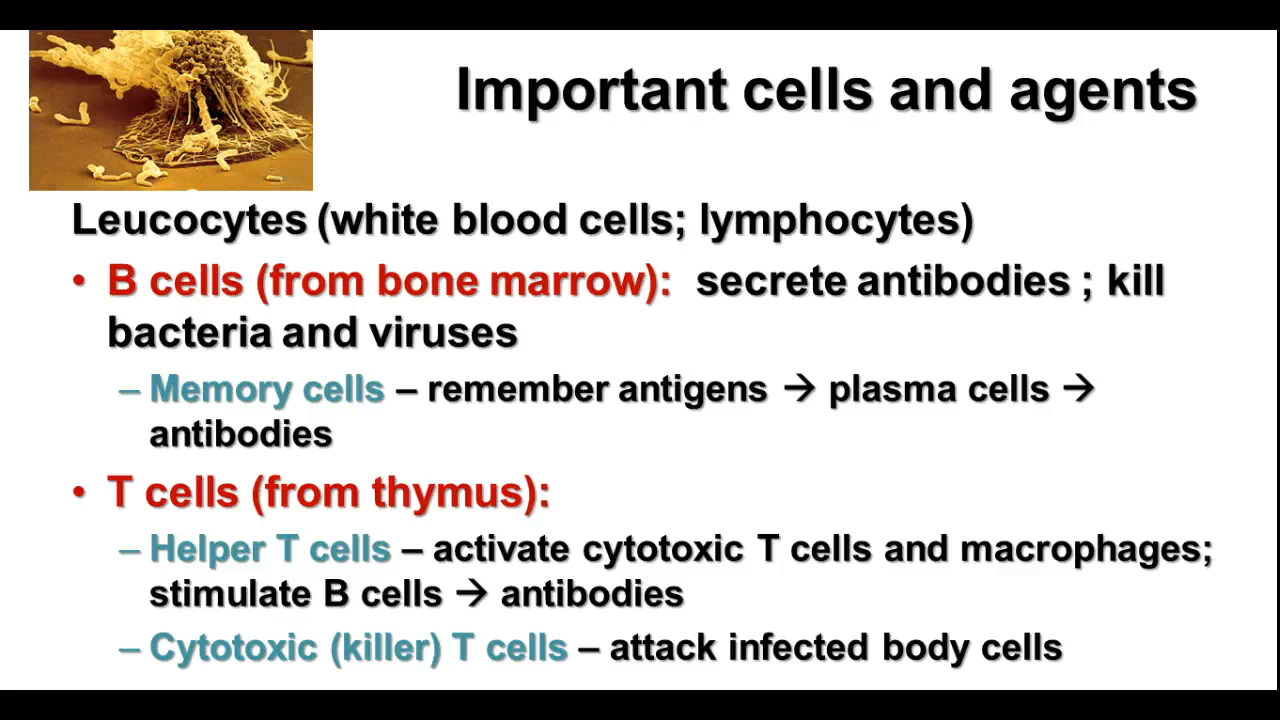 Important cells and agents
Leucocytes (white blood cells; lymphocytes)
• B cells (from bone marrow): secrete antibodies ; kill
bacteria and viruses
– Memory cells – remember antigens → plasma cells →
antibodies
• T cells (from thymus):
– Helper T cells – activate cytotoxic T cells and macrophages;
stimulate B cells → antibodies
– Cytotoxic (killer) T cells – attack infected body cells